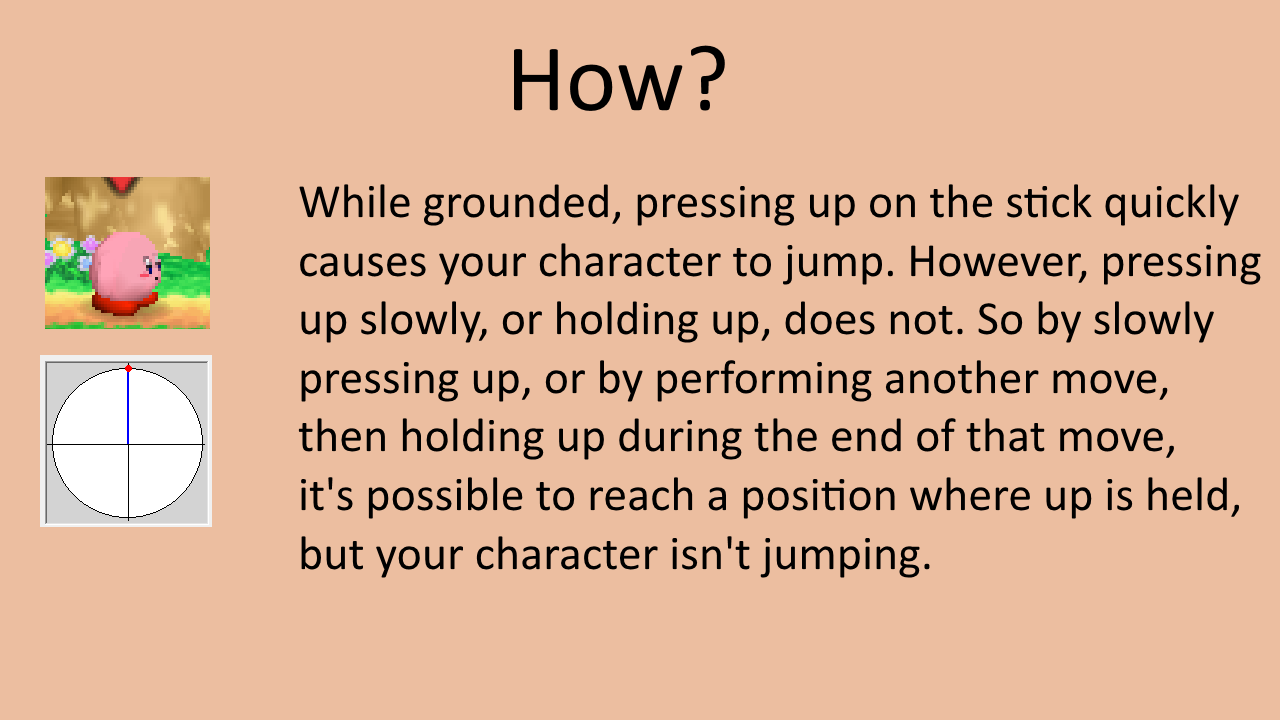 How?
While grounded, pressing up on the stick quickly
causes your character to jump. However, pressing
up slowly, or holding up, does not. So by slowly
pressing up, or by performing another move,
then holding up during the end of that move,
it's possible to reach a position where up is held,
but your character isn't jumping.